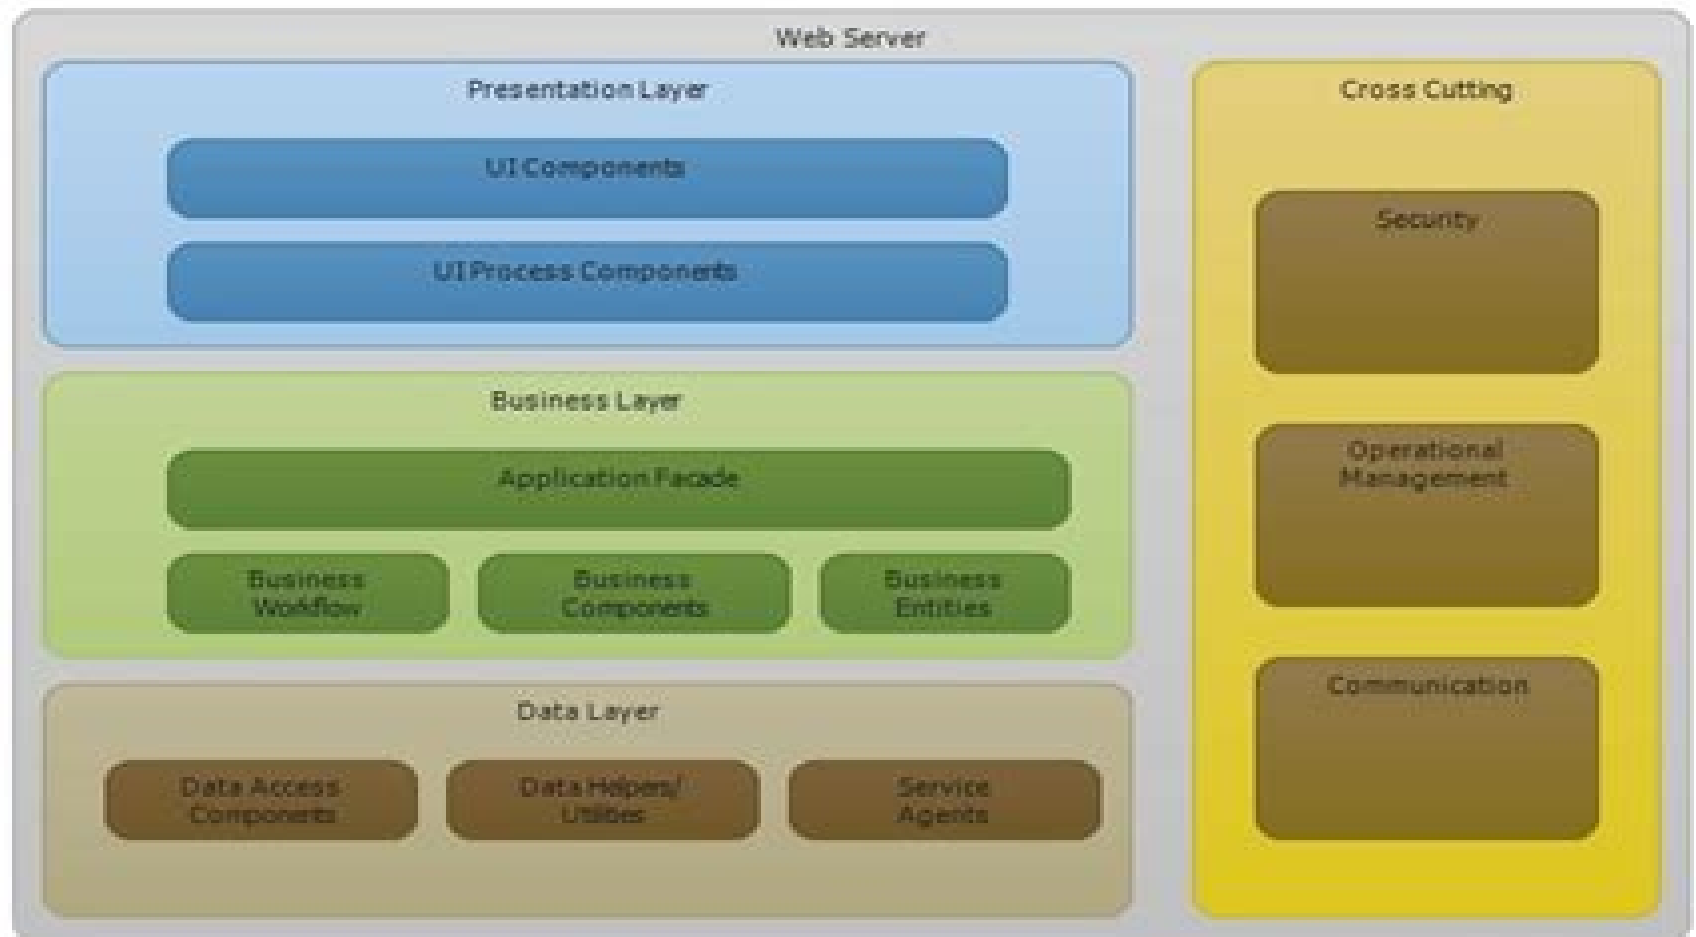 Web Server
Presentation Layer
UI Components
UI Process Components
Business Layer
Application Facade
Business
Workflow
Business
Components
Business
Entities
Data Layer
Data Access
Components
Data Helpers/
Utilities
Service
Agents
Cross Cutting
Security
Operational
Management
Communication